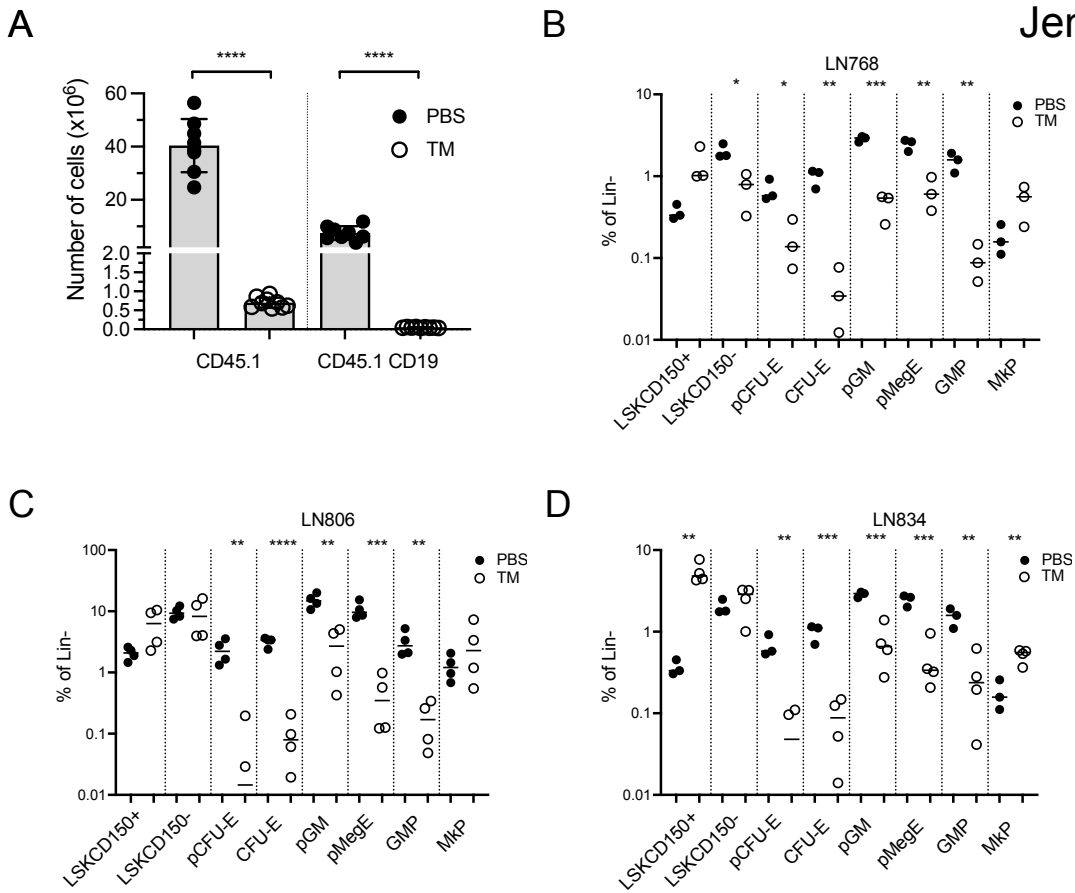 A
B
Jer
****
****
Number of cells (x10⁶)
60
40
20
2.0
1.5
1.0
0.5
0.0
PBS
TM
CD45.1
CD45.1 CD19
LN768
* * ** *** ** **
% of Lin-
10
1
0.1
0.01
PBS
TM
LSKCD150+
LSKCD150-
pCFU-E
CFU-E
pGM
pMegE
GMP
MkP
C
D
LN806
** **** ** *** **
% of Lin-
100
10
1
0.1
0.01
PBS
TM
LSKCD150+
LSKCD150-
pCFU-E
CFU-E
pGM
pMegE
GMP
MkP
LN834
** ** *** *** *** ** **
% of Lin-
10
1
0.1
0.01
PBS
TM
LSKCD150+
LSKCD150-
pCFU-E
CFU-E
pGM
pMegE
GMP
MkP